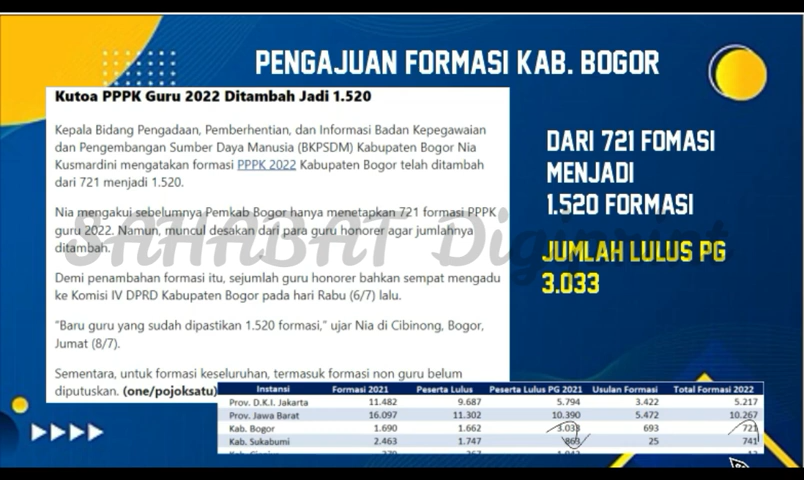 PENGAJUAN FORMASI KAB. BOGOR
Kutoa PPPK Guru 2022 Ditambah Jadi 1.520
Kepala Bidang Pengadaan, Pemberhentian, dan Informasi Badan Kepegawaian
dan Pengembangan Sumber Daya Manusia (BKPSDM) Kabupaten Bogor Nia
Kusmardini mengatakan formasi PPPK 2022 Kabupaten Bogor telah ditambah
dari 721 menjadi 1.520.
Nia mengakui sebelumnya Pemkab Bogor hanya menetapkan 721 formasi PPPK
guru 2022. Namun, muncul desakan dari para guru honorer agar jumlahnya
ditambah.
Demi penambahan formasi itu, sejumlah guru honorer bahkan sempat mengadu
ke Komisi IV DPRD Kabupaten Bogor pada hari Rabu (6/7) lalu.
"Baru guru yang sudah dipastikan 1.520 formasi," ujar Nia di Cibinong, Bogor,
Jumat (8/7).
Sementara, untuk formasi keseluruhan, termasuk formasi non guru belum
diputuskan. (one/pojoksatu)
DARI 721 FOMASI
MENJADI
1.520 FORMASI
JUMLAH LULUS PG
3.033
SAHABAT Diginprint
Instansi Formasi 2021 Peserta Lulus Peserta Lulus PG 2021 Usulan Formasi Total Formasi 2022
Prov. D.K.I. Jakarta 11.482 9.687 5.794 3.422 5.217
Prov. Jawa Barat 16.097 11.302 10.390 5.472 10.267
Kab. Bogor 1.690 1.662 3.033 693 721
Kab. Sukabumi 2.463 1.747 863 25 741